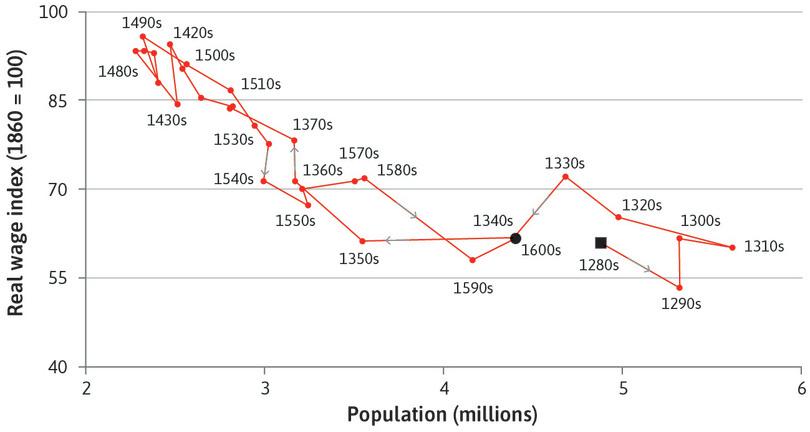 100
85
70
55
40
Real wage index (1860 = 100)
2
3
4
5
6
Population (millions)
1490s
1420s
1500s
1480s
1510s
1430s
1370s
1530s
1570s
1330s
1540s
1360s
1580s
1550s
1320s
1340s
1300s
1310s
1350s
1600s
1280s
1590s
1290s